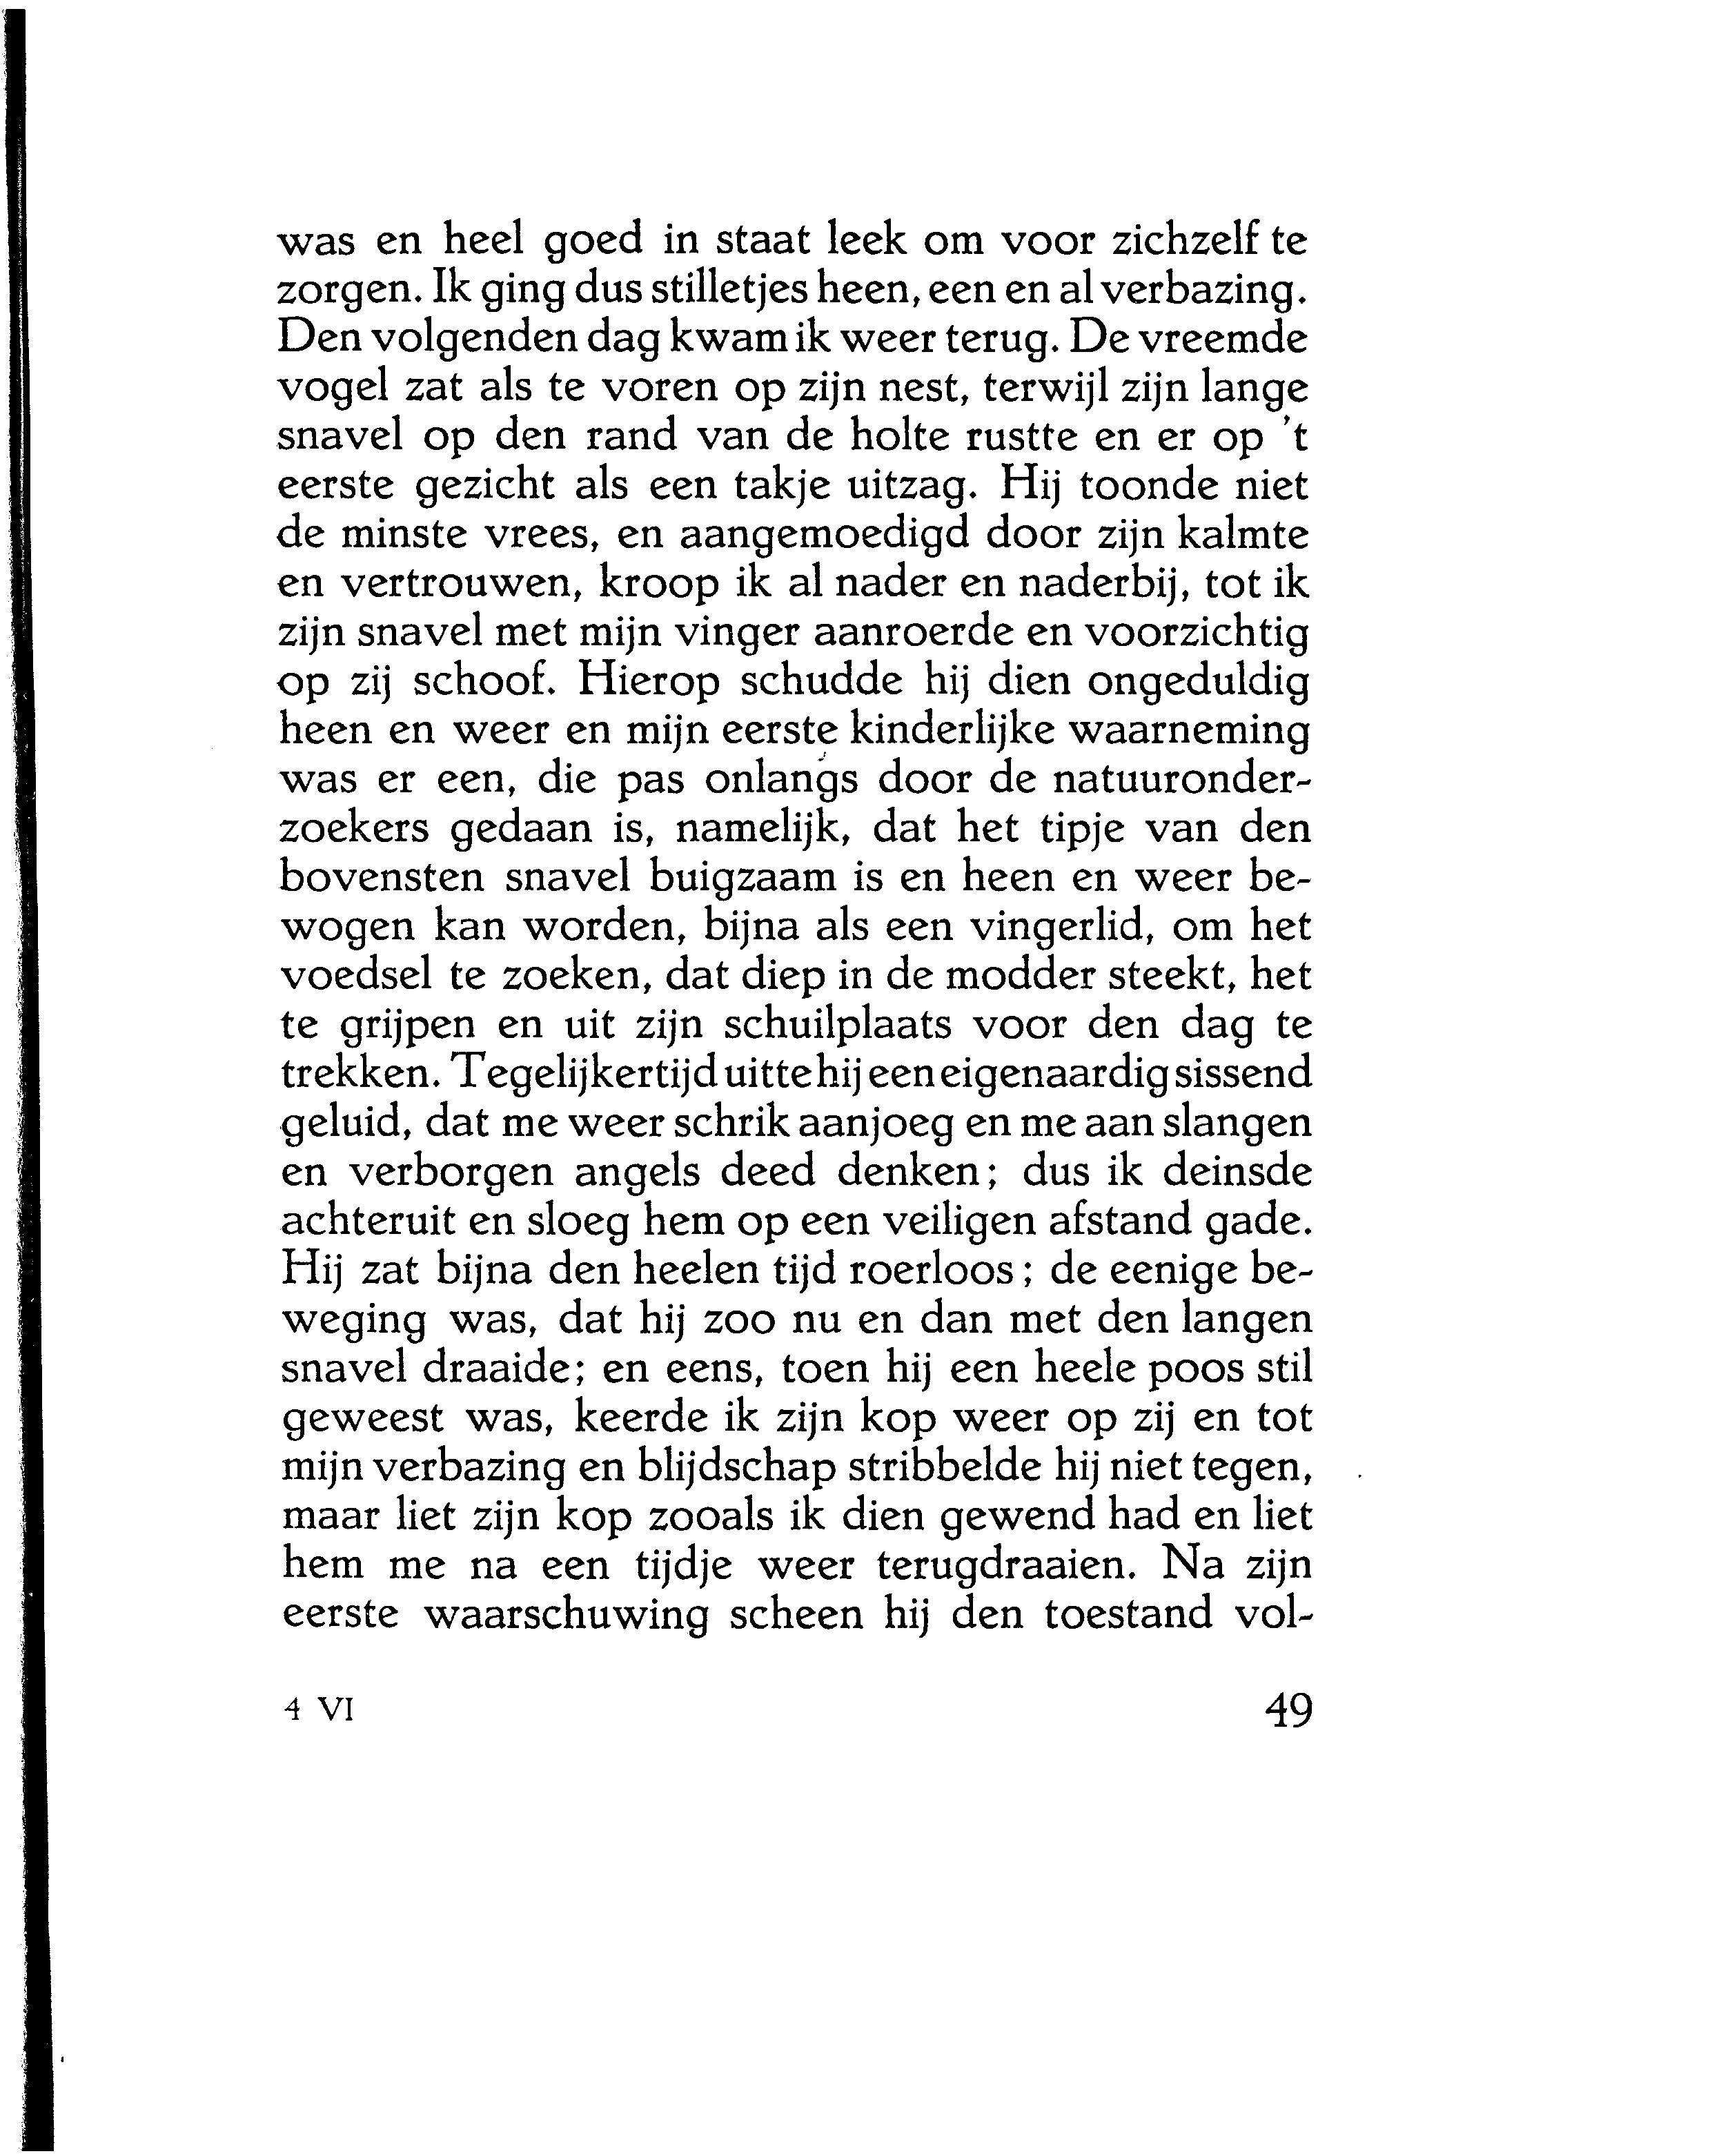 was en heel goed in staat leek om voor zichzelf te
zorgen. Ik ging dus stilletjes heen, een en al verbazing.
Den volgenden dag kwam ik weer terug. De vreemde
vogel zat als te voren op zijn nest, terwijl zijn lange
snavel op den rand van de holte rustte en er op 't
eerste gezicht als een takje uitzag. Hij toonde niet
de minste vrees, en aangemoedigd door zijn kalmte
en vertrouwen, kroop ik al nader en naderbij, tot ik
zijn snavel met mijn vinger aanroerde en voorzichtig
op zij schoof. Hierop schudde hij dien ongeduldig
heen en weer en mijn eerste kinderlijke waarneming
was er een, die pas onlangs door de natuuronder-
zoekers gedaan is, namelijk, dat het tipje van den
bovensten snavel buigzaam is en heen en weer be-
wogen kan worden, bijna als een vingerlid, om het
voedsel te zoeken, dat diep in de modder steekt, het
te grijpen en uit zijn schuilplaats voor den dag te
trekken. Tegelijkertijd uitte hij een eigenaardig sissend
geluid, dat me weer schrik aanjoeg en me aan slangen
en verborgen angels deed denken; dus ik deinsde
achteruit en sloeg hem op een veiligen afstand gade.
Hij zat bijna den heelen tijd roerloos; de eenige be-
weging was, dat hij zoo nu en dan met den langen
snavel draaide; en eens, toen hij een heele poos stil
geweest was, keerde ik zijn kop weer op zij en tot
mijn verbazing en blijdschap stribbelde hij niet tegen,
maar liet zijn kop zooals ik dien gewend had en liet
hem me na een tijdje weer terugdraaien. Na zijn
eerste waarschuwing scheen hij den toestand vol-
4 VI 49